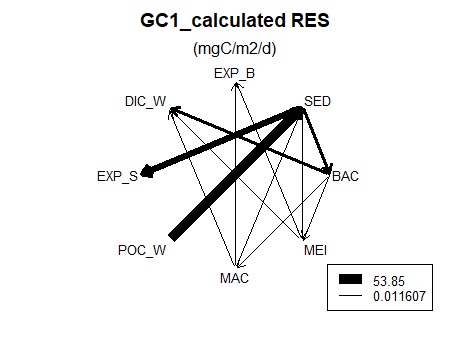 GC1_calculated RES
(mgC/m2/d)
EXP_B
DIC_W
SED
EXP_S
BAC
POC_W
MEI
MAC
53.85
0.011607